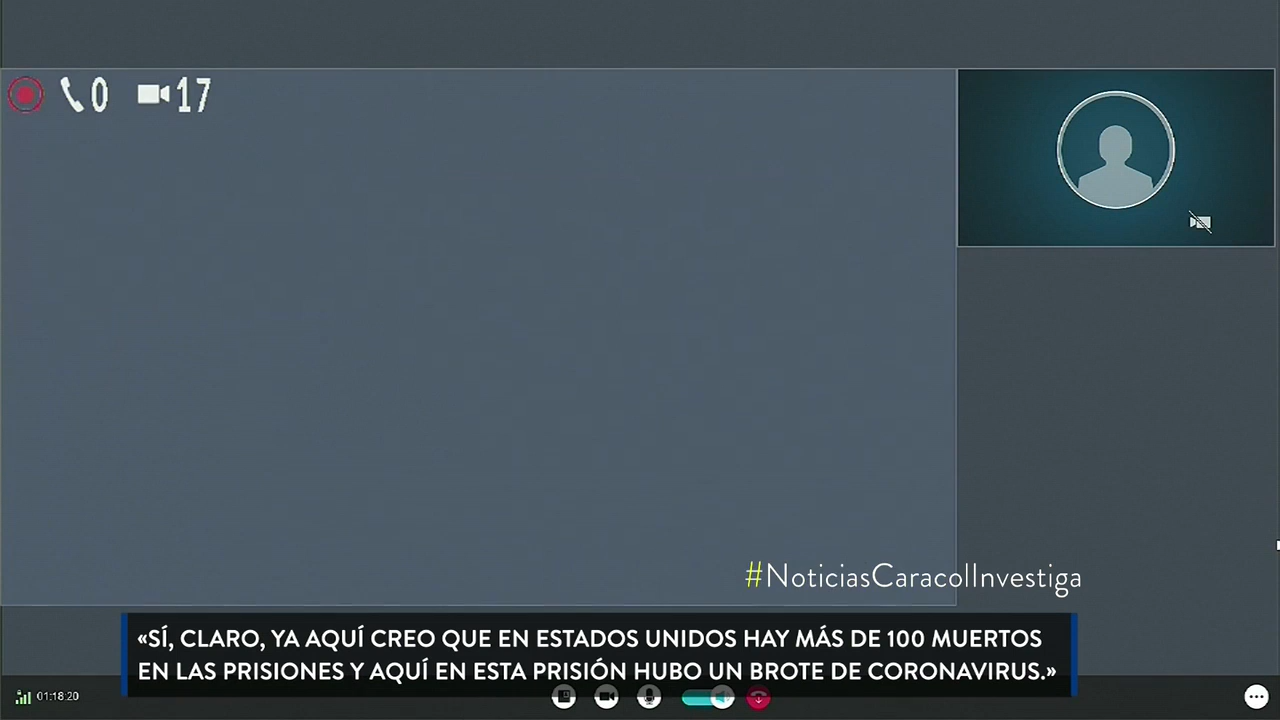 0 17
#NoticiasCaracolInvestiga
«SÍ, CLARO, YA AQUÍ CREO QUE EN ESTADOS UNIDOS HAY MÁS DE 100 MUERTOS
EN LAS PRISIONES Y AQUÍ EN ESTA PRISIÓN HUBO UN BROTE DE CORONAVIRUS.»
01:18:20